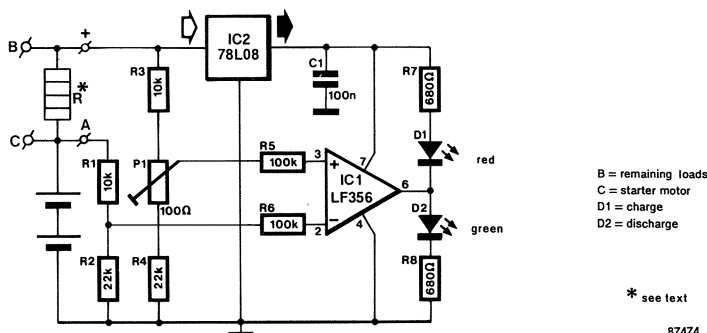 B
+
IC2
78L08
C1
100n
R3
10k
R7
680Ω
R*
C
A
D1
red
R1
10k
P1
100Ω
R5
100k
3
+
7
IC1
LF356
6
R6
100k
−
2
4
D2
green
R2
22k
R4
22k
R8
680Ω
B = remaining loads
C = starter motor
D1 = charge
D2 = discharge
* see text
87474